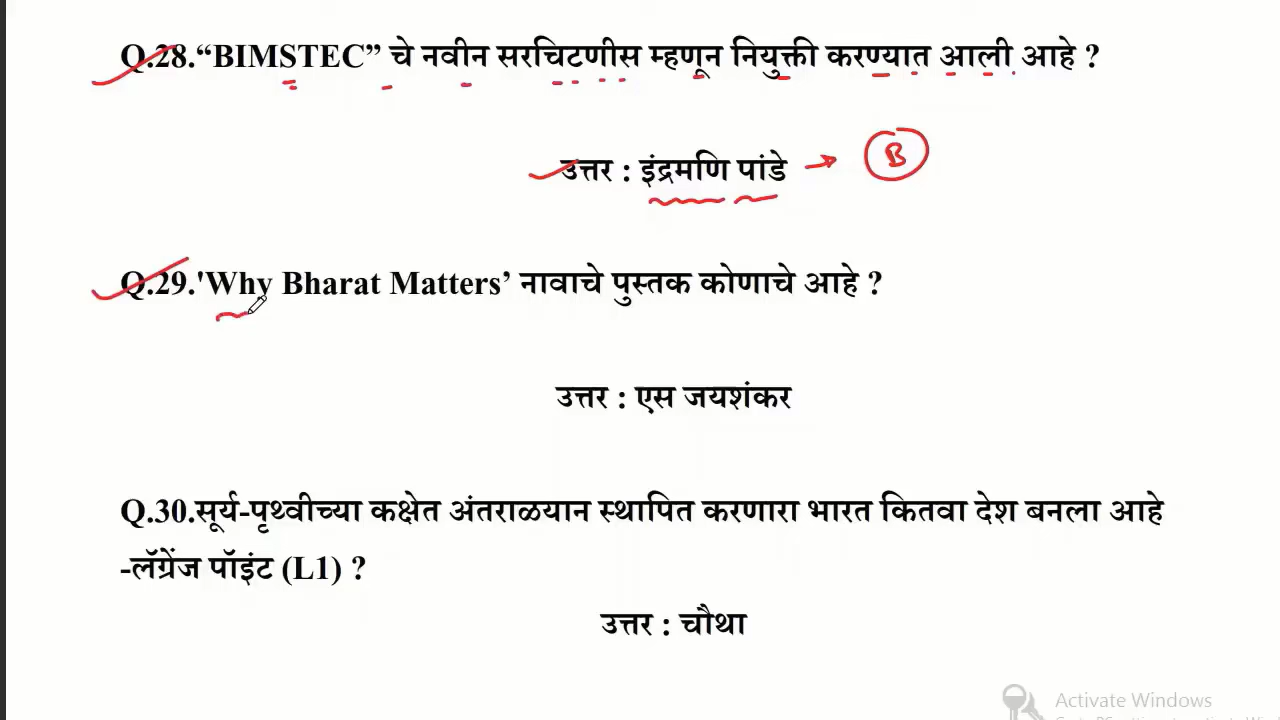 Q.28.“BIMSTEC” चे नवीन सरचिटणीस म्हणून नियुक्ती करण्यात आली आहे ?
उत्तर : इंद्रमणि पांडे
B
Q.29.'Why Bharat Matters’ नावाचे पुस्तक कोणाचे आहे ?
उत्तर : एस जयशंकर
Q.30.सूर्य-पृथ्वीच्या कक्षेत अंतराळयान स्थापित करणारा भारत कितवा देश बनला आहे
-लॅग्रेंज पॉइंट (L1) ?
उत्तर : चौथा
Activate Windows